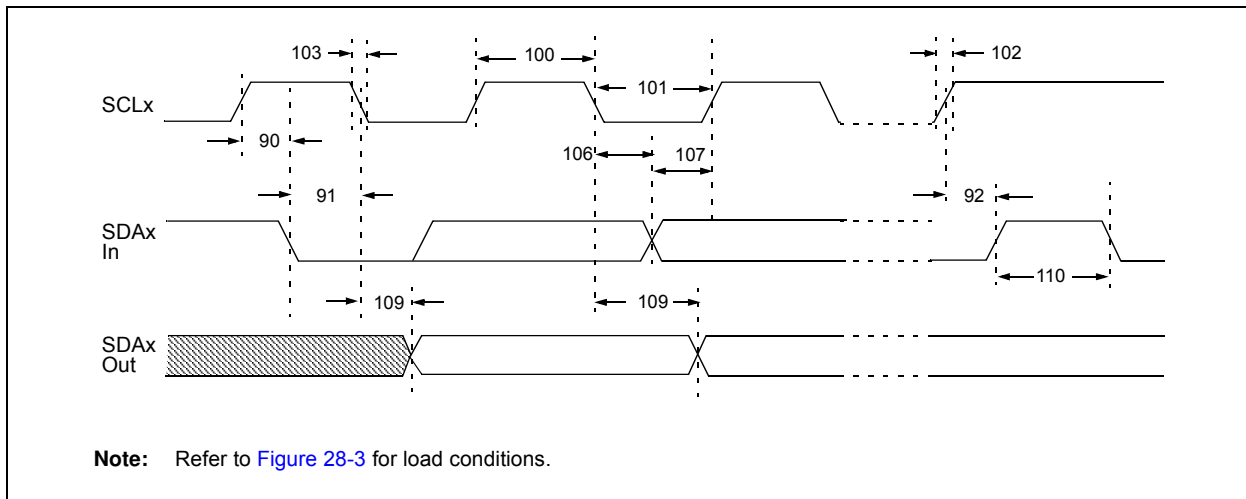 103
100
102
SCLx
101
90
106
107
91
92
SDAx
In
110
109
109
SDAx
Out
Note: Refer to Figure 28-3 for load conditions.